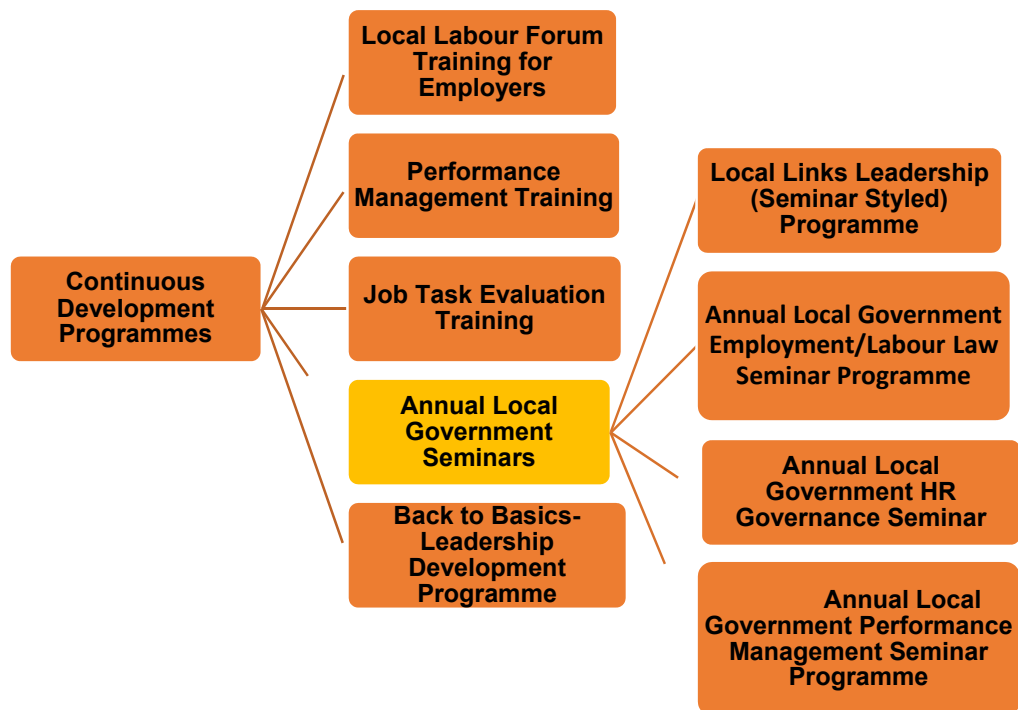 Continuous
Development
Programmes
Local Labour Forum
Training for
Employers
Performance
Management Training
Job Task Evaluation
Training
Annual Local
Government
Seminars
Back to Basics-
Leadership
Development
Programme
Local Links Leadership
(Seminar Styled)
Programme
Annual Local Government
Employment/Labour Law
Seminar Programme
Annual Local
Government HR
Governance Seminar
Annual Local
Government Performance
Management Seminar
Programme